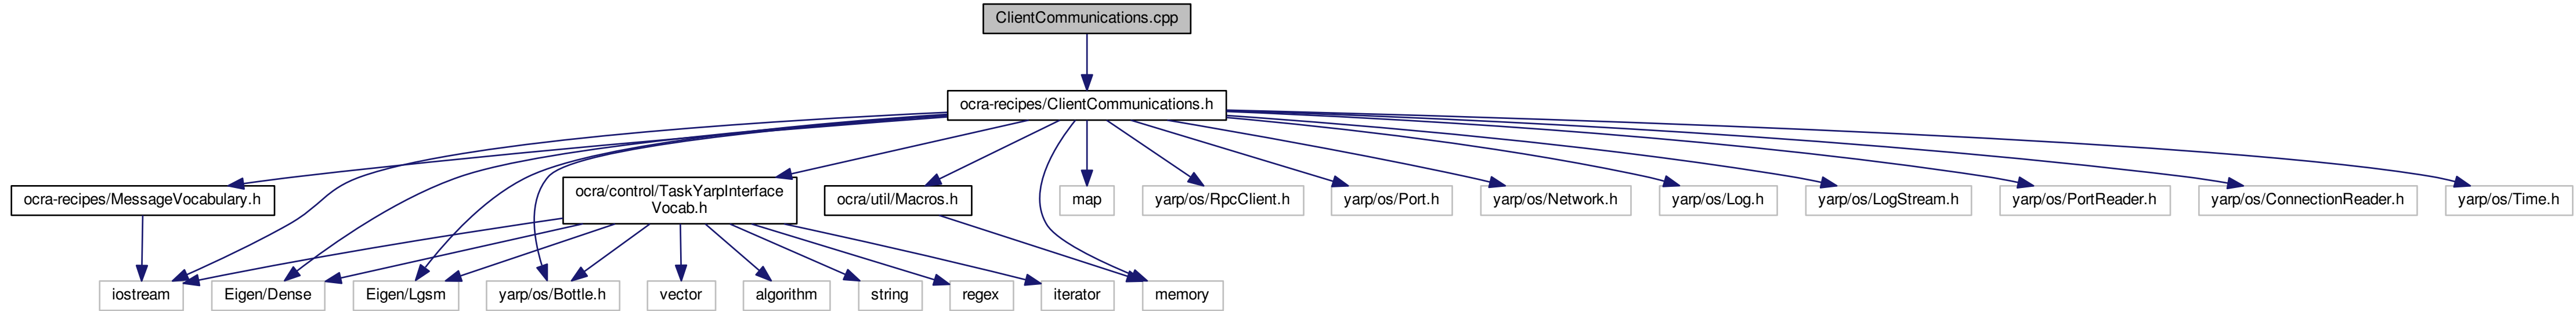 ClientCommunications.cpp
ocra-recipes/ClientCommunications.h
ocra-recipes/MessageVocabulary.h
ocra/control/TaskYarpInterface
Vocab.h
ocra/util/Macros.h
map
yarp/os/RpcClient.h
yarp/os/Port.h
yarp/os/Network.h
yarp/os/Log.h
yarp/os/LogStream.h
yarp/os/PortReader.h
yarp/os/ConnectionReader.h
yarp/os/Time.h
iostream
Eigen/Dense
Eigen/Lgsm
yarp/os/Bottle.h
vector
algorithm
string
regex
iterator
memory